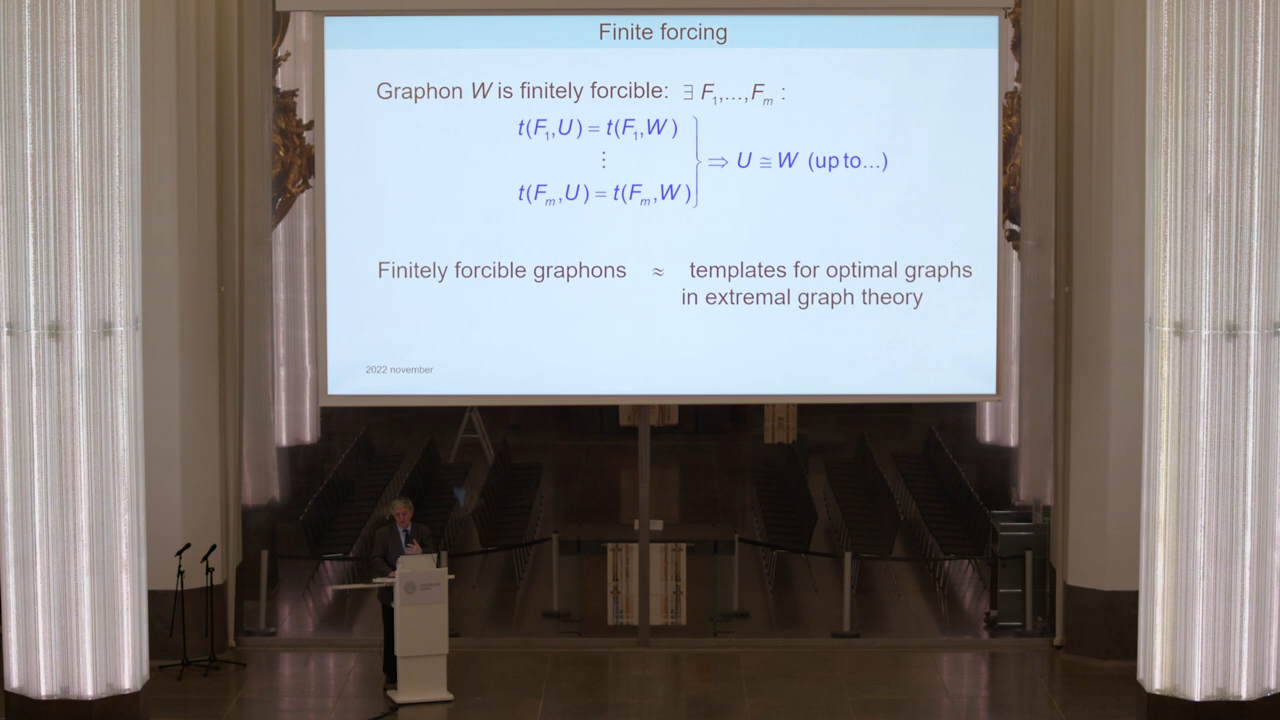 Finite forcing
Graphon W is finitely forcible: ∃ F₁,...,Fₘ :
t(F₁,U) = t(F₁,W)
⋮
⇒ U ≅ W (up to...)
t(Fₘ,U) = t(Fₘ,W)
Finitely forcible graphons ≈ templates for optimal graphs
in extremal graph theory
2022 november